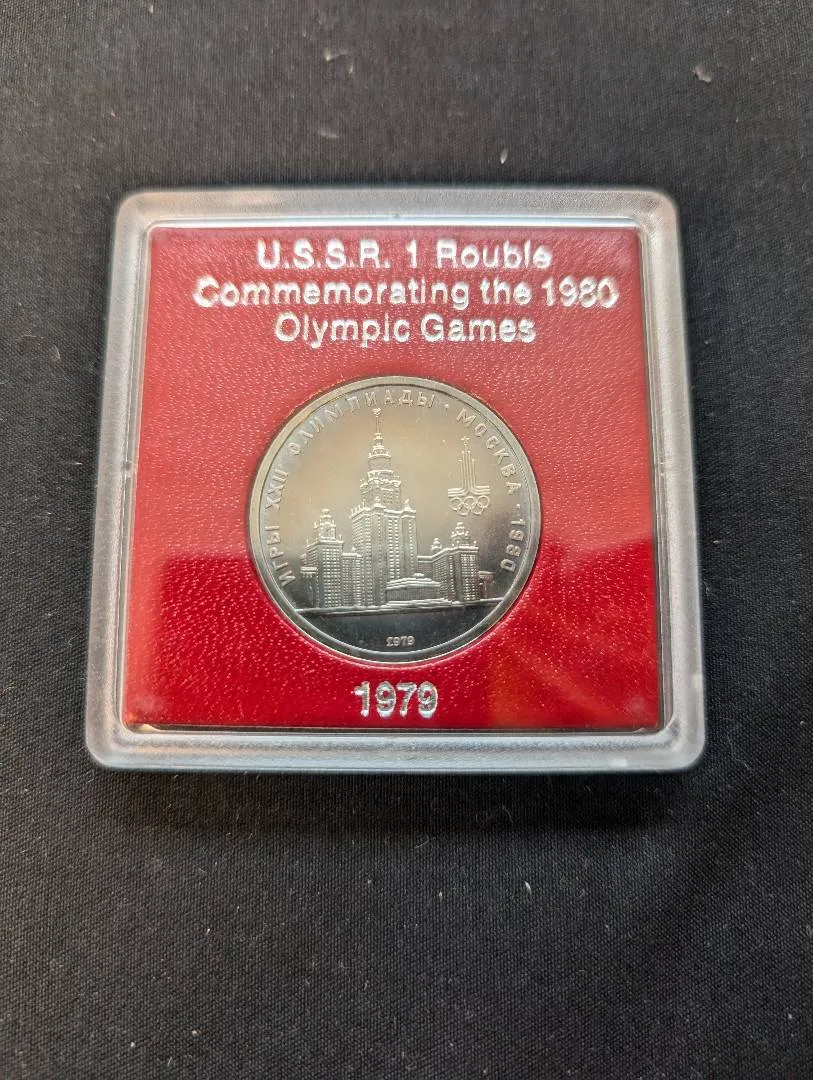 U.S.S.R. 1 Rouble
Commemorating the 1980
Olympic Games
ИГРЫ XXII ОЛИМПИАДЫ · МОСКВА · 1980
1979
1979